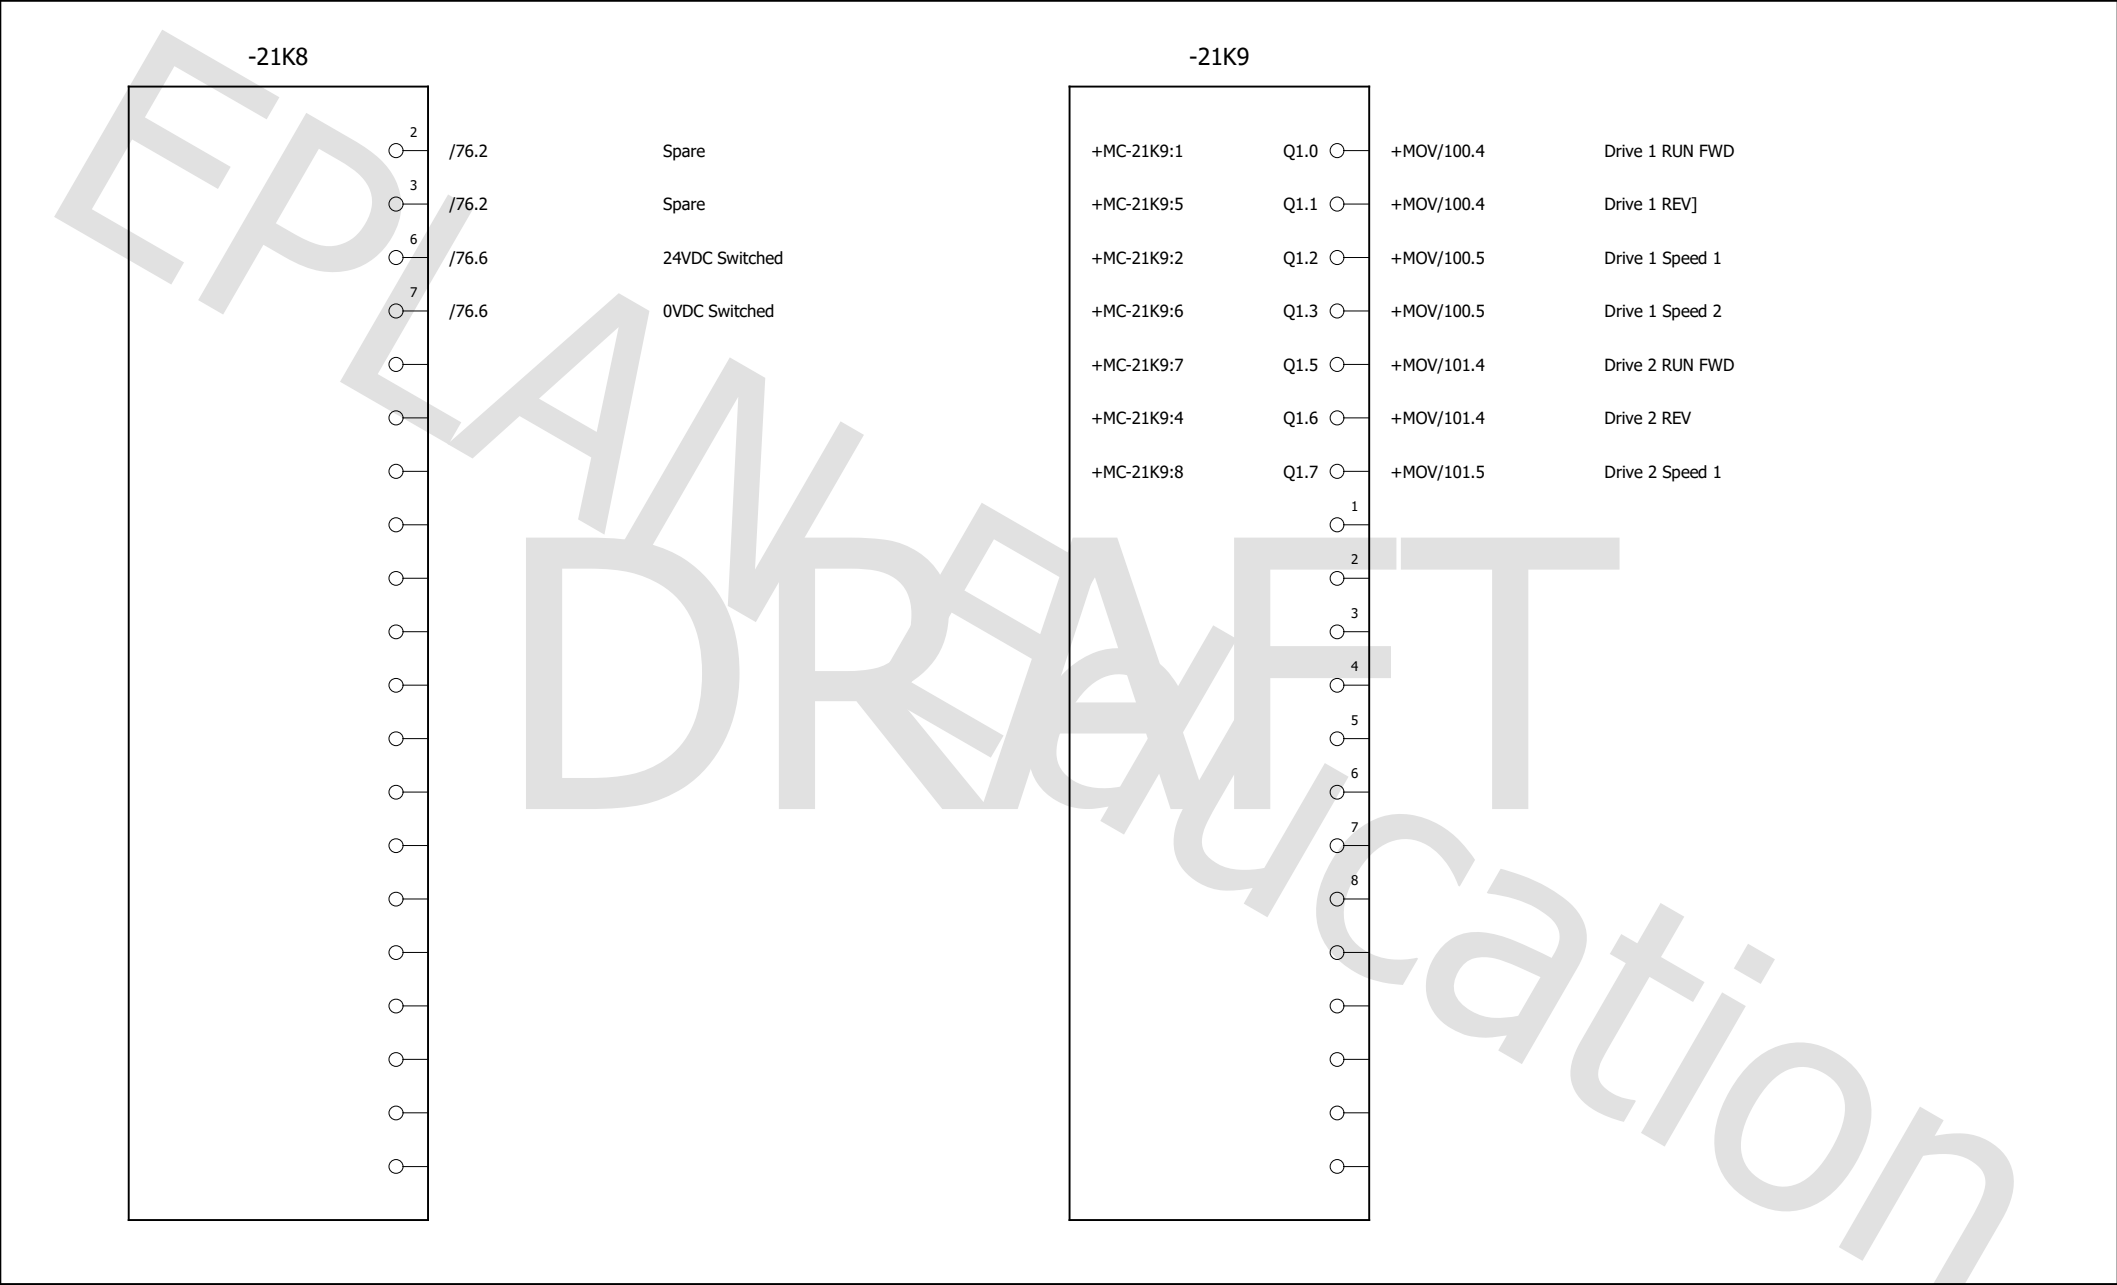 -21K8
2
/76.2 Spare
3
/76.2 Spare
6
/76.6 24VDC Switched
7
/76.6 0VDC Switched
-21K9
+MC-21K9:1 Q1.0 +MOV/100.4 Drive 1 RUN FWD
+MC-21K9:5 Q1.1 +MOV/100.4 Drive 1 REV]
+MC-21K9:2 Q1.2 +MOV/100.5 Drive 1 Speed 1
+MC-21K9:6 Q1.3 +MOV/100.5 Drive 1 Speed 2
+MC-21K9:7 Q1.5 +MOV/101.4 Drive 2 RUN FWD
+MC-21K9:4 Q1.6 +MOV/101.4 Drive 2 REV
+MC-21K9:8 Q1.7 +MOV/101.5 Drive 2 Speed 1
1
2
3
4
5
6
7
8
EPLAN Education
DRAFT